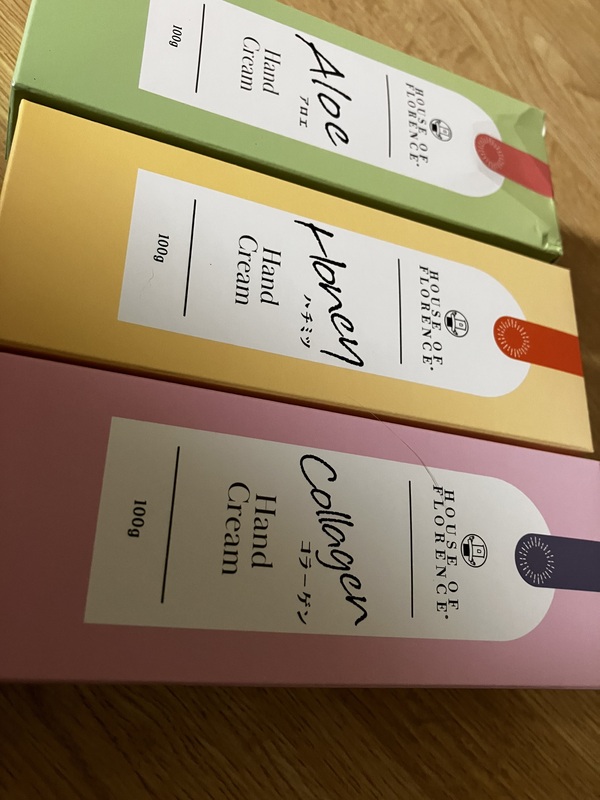 HOUSE OF
FLORENCE
Aloe
アロエ
Hand
Cream
100g
HOUSE OF
FLORENCE
Honey
ハチミツ
Hand
Cream
100g
HOUSE OF
FLORENCE
Collagen
コラーゲン
Hand
Cream
100g